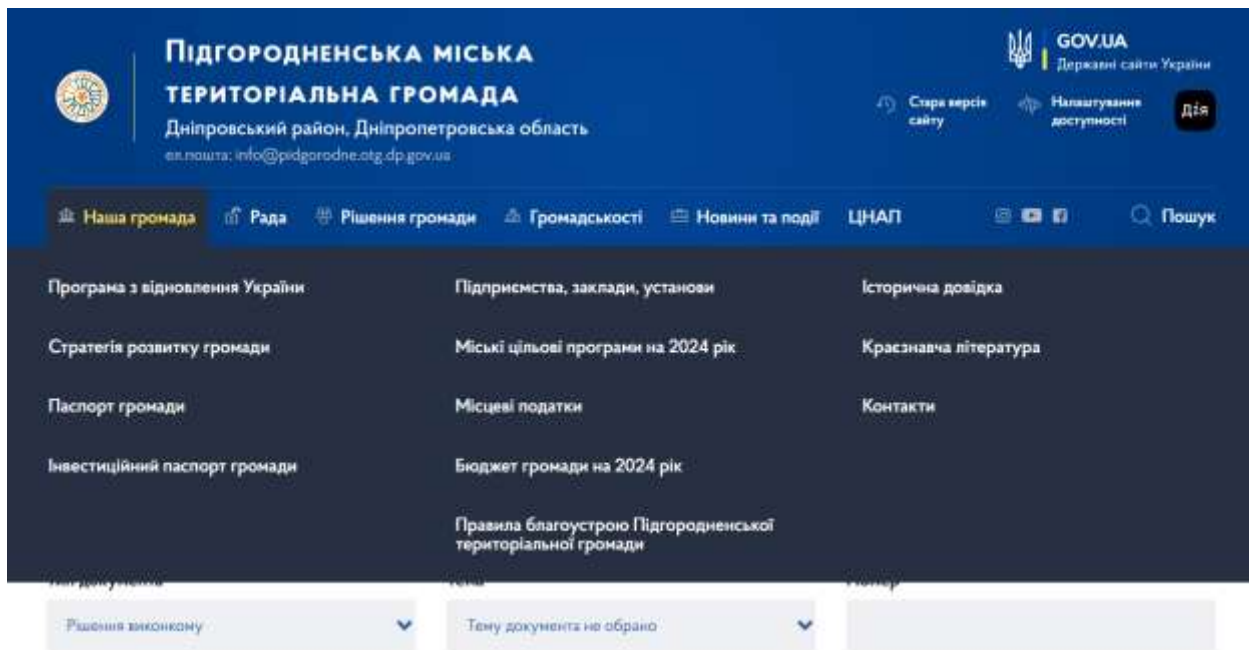 Підгородненська міська
територіальна громада
Дніпровський район, Дніпропетровська область
ел.пошта: info@pidgorodne.otg.dp.gov.ua
GOV.UA
Державні сайти України
Стара версія
сайту
Налаштування
доступності
Дія
Наша громада Рада Рішення громади Громадськості Новини та події ЦНАП Пошук
Програма з відновлення України Підприємства, заклади, установи Історична довідка
Стратегія розвитку громади Міські цільові програми на 2024 рік Краєзнавча література
Паспорт громади Місцеві податки Контакти
Інвестиційний паспорт громади Бюджет громади на 2024 рік
Правила благоустрою Підгородненської
територіальної громади
Рішення виконкому Тему документа не обрано